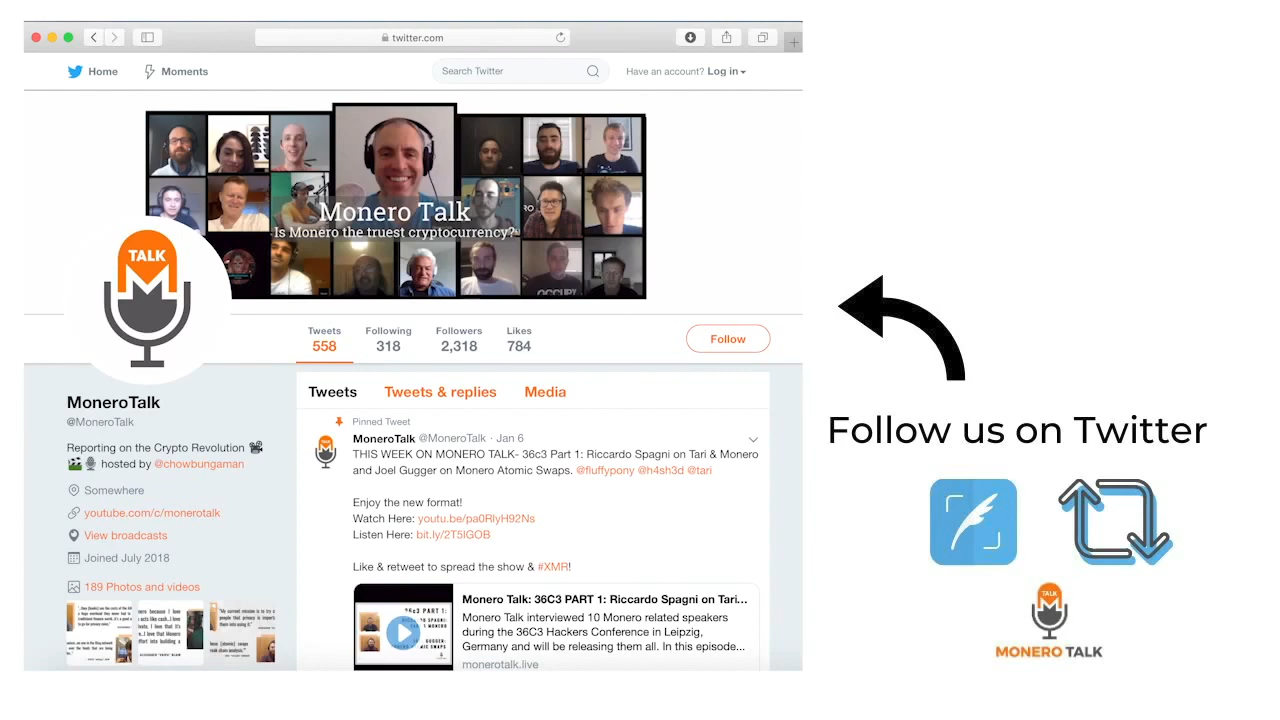 twitter.com
Home
Moments
Search Twitter
Have an account? Log in
Monero Talk
Is Monero the truest cryptocurrency?
TALK
Tweets
558
Following
318
Followers
2,318
Likes
784
Follow
MoneroTalk
@MoneroTalk
Reporting on the Crypto Revolution
hosted by @chowbungaman
Somewhere
youtube.com/c/monerotalk
View broadcasts
Joined July 2018
189 Photos and videos
Tweets
Tweets & replies
Media
Pinned Tweet
MoneroTalk @MoneroTalk · Jan 6
THIS WEEK ON MONERO TALK- 36c3 Part 1: Riccardo Spagni on Tari & Monero
and Joel Gugger on Monero Atomic Swaps. @fluffypony @h4sh3d @tari
Enjoy the new format!
Watch Here: youtu.be/pa0RlyH92Ns
Listen Here: bit.ly/2T5IGOB
Like & retweet to spread the show & #XMR!
Monero Talk: 36C3 PART 1: Riccardo Spagni on Tari...
Monero Talk interviewed 10 Monero related speakers
during the 36C3 Hackers Conference in Leipzig,
Germany and will be releasing them all. In this episode...
monerotalk.live
Follow us on Twitter
TALK
MONERO TALK